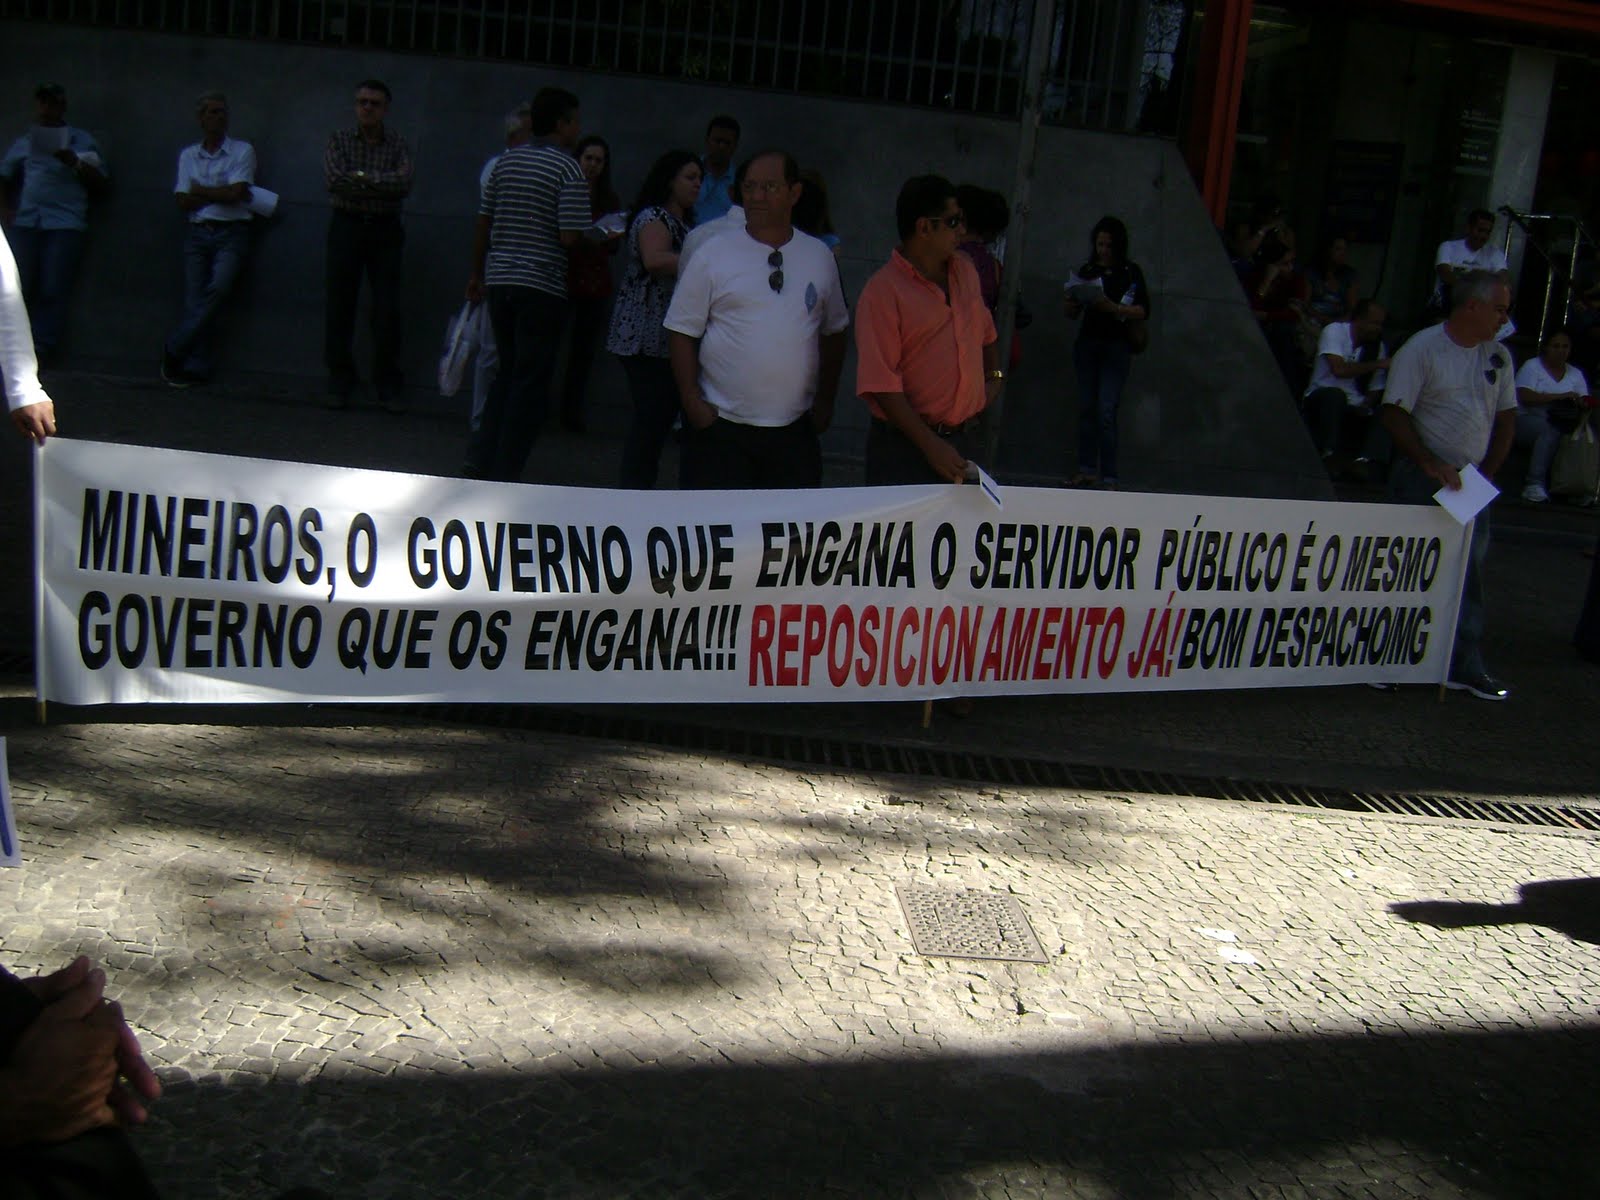 MINEIROS, O GOVERNO QUE ENGANA O SERVIDOR PÚBLICO É O MESMO
GOVERNO QUE OS ENGANA!!! REPOSICIONAMENTO JÁ! BOM DESPACHO/MG